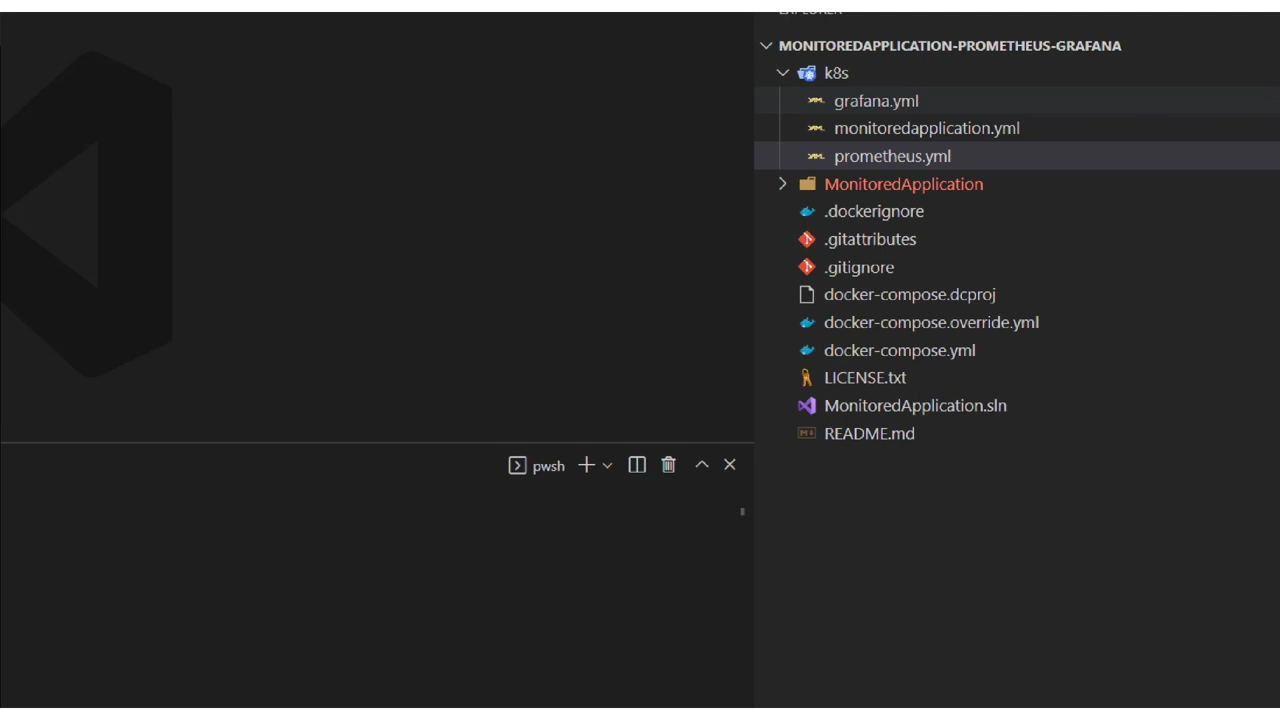 EXPLORER
MONITOREDAPPLICATION-PROMETHEUS-GRAFANA
k8s
grafana.yml
monitoredapplication.yml
prometheus.yml
MonitoredApplication
.dockerignore
.gitattributes
.gitignore
docker-compose.dcproj
docker-compose.override.yml
docker-compose.yml
LICENSE.txt
MonitoredApplication.sln
README.md
pwsh